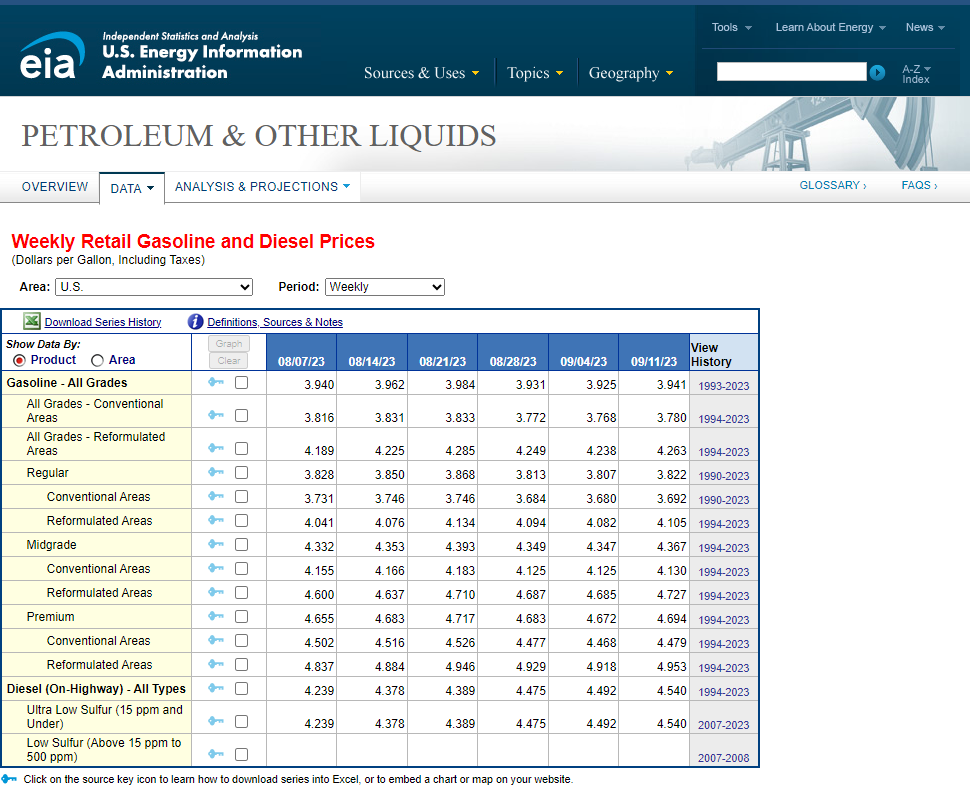 Independent Statistics and Analysis
U.S. Energy Information
Administration
eia
Tools
Learn About Energy
News
Sources & Uses
Topics
Geography
A-Z
Index
PETROLEUM & OTHER LIQUIDS
OVERVIEW
DATA
ANALYSIS & PROJECTIONS
GLOSSARY ›
FAQS ›
Weekly Retail Gasoline and Diesel Prices
(Dollars per Gallon, Including Taxes)
Area: U.S. Period: Weekly
Download Series History Definitions, Sources & Notes
Show Data By:
Product Area
Graph
Clear
08/07/23 08/14/23 08/21/23 08/28/23 09/04/23 09/11/23 View
History
Gasoline - All Grades 3.940 3.962 3.984 3.931 3.925 3.941 1993-2023
All Grades - Conventional
Areas 3.816 3.831 3.833 3.772 3.768 3.780 1994-2023
All Grades - Reformulated
Areas 4.189 4.225 4.285 4.249 4.238 4.263 1994-2023
Regular 3.828 3.850 3.868 3.813 3.807 3.822 1990-2023
Conventional Areas 3.731 3.746 3.746 3.684 3.680 3.692 1990-2023
Reformulated Areas 4.041 4.076 4.134 4.094 4.082 4.105 1994-2023
Midgrade 4.332 4.353 4.393 4.349 4.347 4.367 1994-2023
Conventional Areas 4.155 4.166 4.183 4.125 4.125 4.130 1994-2023
Reformulated Areas 4.600 4.637 4.710 4.687 4.685 4.727 1994-2023
Premium 4.655 4.683 4.717 4.683 4.672 4.694 1994-2023
Conventional Areas 4.502 4.516 4.526 4.477 4.468 4.479 1994-2023
Reformulated Areas 4.837 4.884 4.946 4.929 4.918 4.953 1994-2023
Diesel (On-Highway) - All Types 4.239 4.378 4.389 4.475 4.492 4.540 1994-2023
Ultra Low Sulfur (15 ppm and
Under) 4.239 4.378 4.389 4.475 4.492 4.540 2007-2023
Low Sulfur (Above 15 ppm to
500 ppm) 2007-2008
Click on the source key icon to learn how to download series into Excel, or to embed a chart or map on your website.